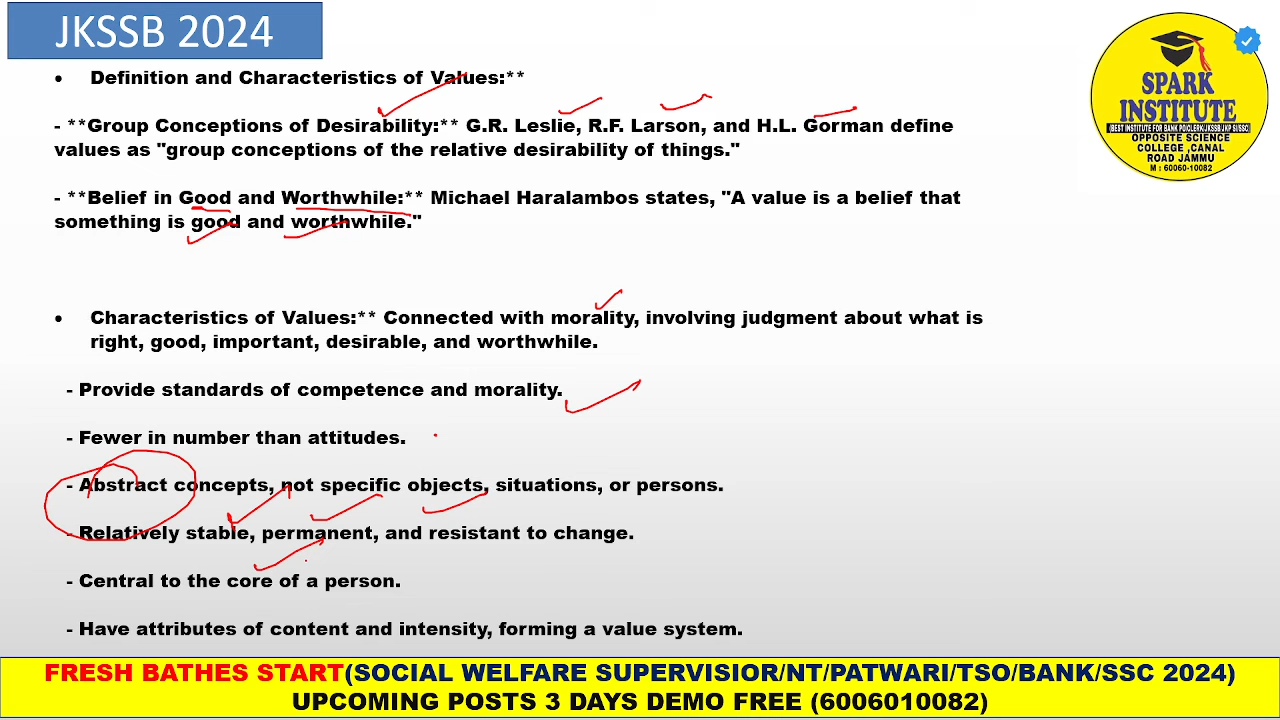 JKSSB 2024
• Definition and Characteristics of Values:**
- **Group Conceptions of Desirability:** G.R. Leslie, R.F. Larson, and H.L. Gorman define
values as "group conceptions of the relative desirability of things."
- **Belief in Good and Worthwhile:** Michael Haralambos states, "A value is a belief that
something is good and worthwhile."
• Characteristics of Values:** Connected with morality, involving judgment about what is
right, good, important, desirable, and worthwhile.
- Provide standards of competence and morality.
- Fewer in number than attitudes.
- Abstract concepts, not specific objects, situations, or persons.
- Relatively stable, permanent, and resistant to change.
- Central to the core of a person.
- Have attributes of content and intensity, forming a value system.
SPARK
INSTITUTE
(BEST INSTITUTE FOR BANK PO/CLERK/JKSSB/JKP SI/SSC)
OPPOSITE SCIENCE
COLLEGE ,CANAL
ROAD JAMMU
M : 60060-10082
FRESH BATHES START(SOCIAL WELFARE SUPERVISIOR/NT/PATWARI/TSO/BANK/SSC 2024)
UPCOMING POSTS 3 DAYS DEMO FREE (6006010082)